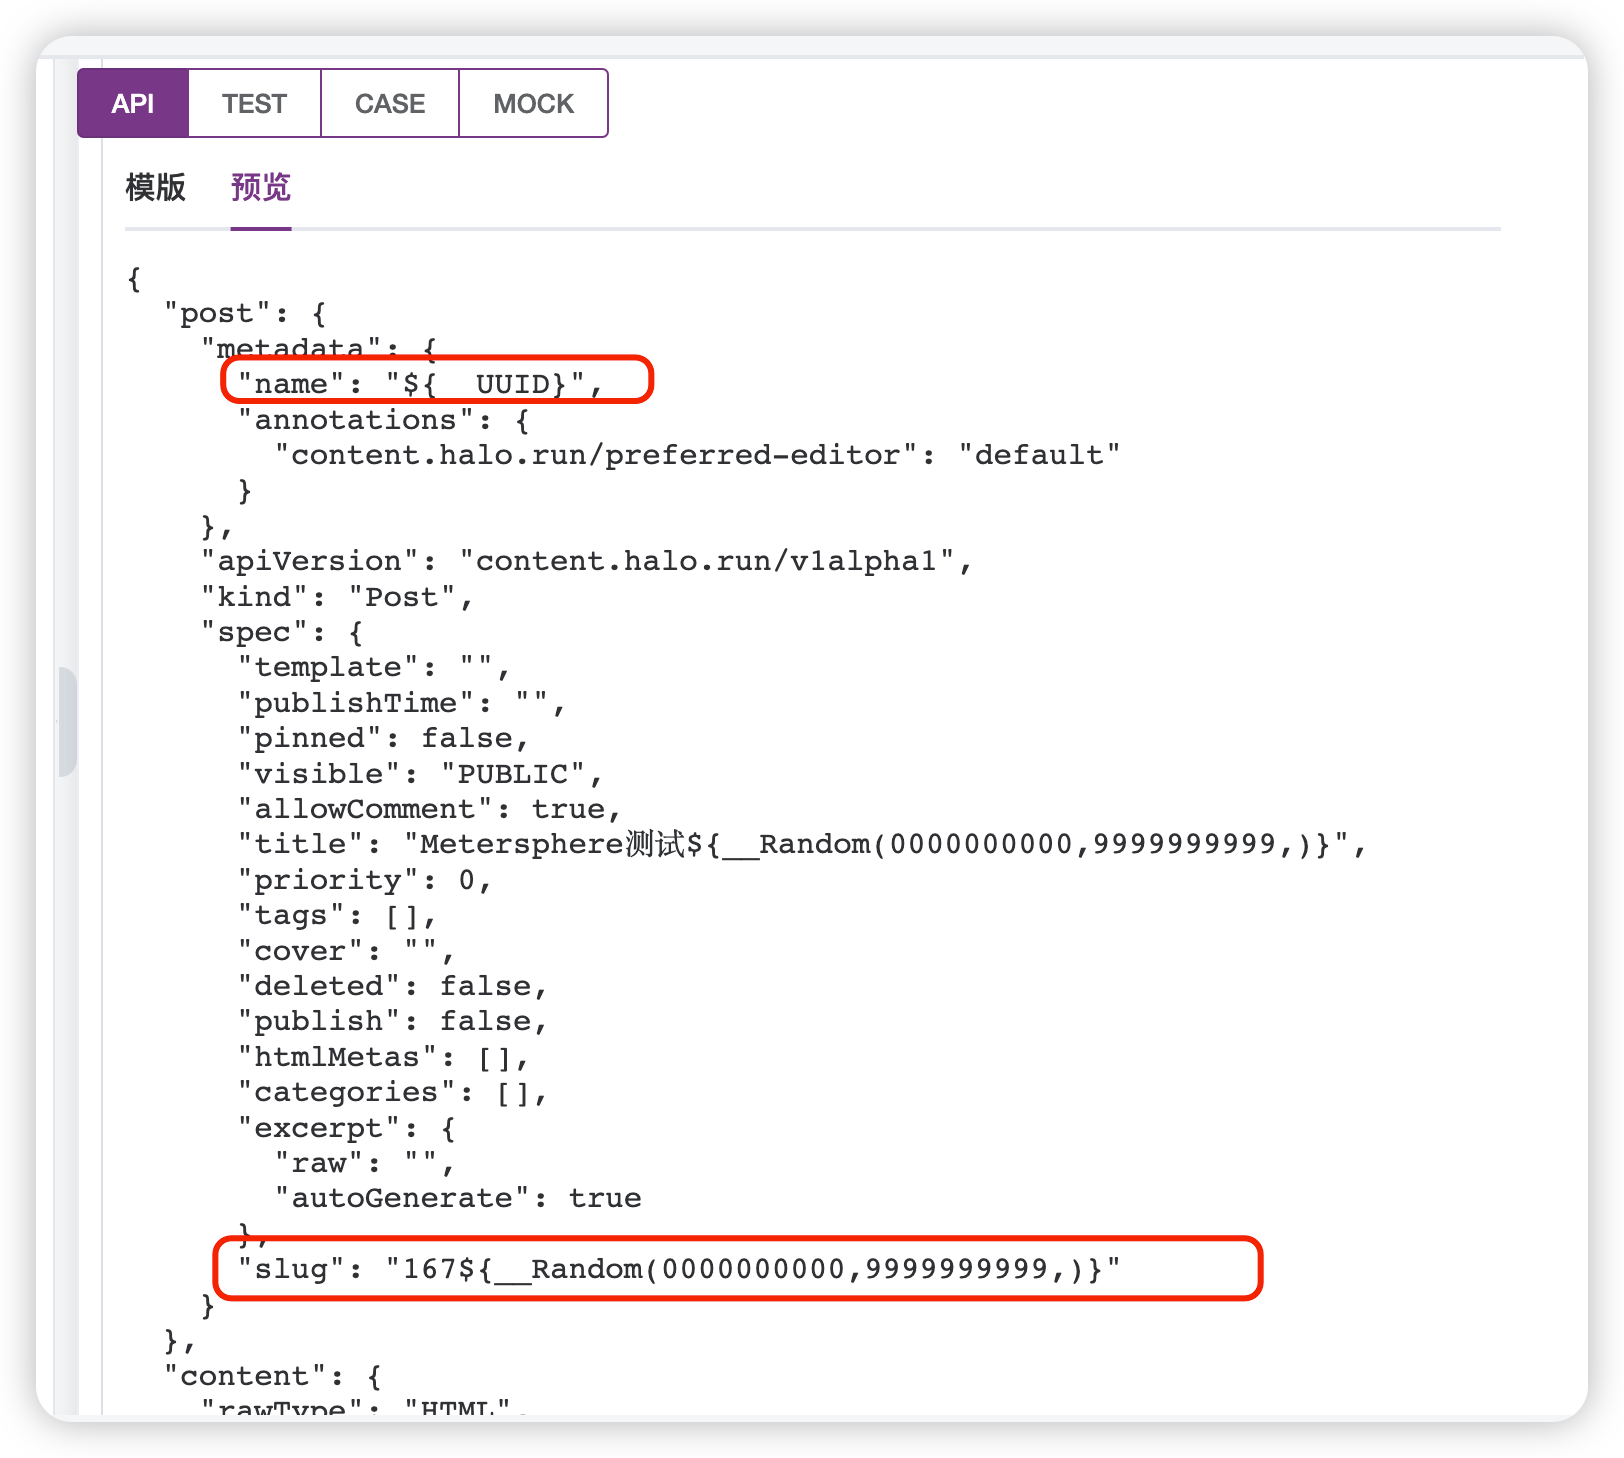 API TEST CASE MOCK
模版 预览
{
"post": {
"metadata": {
"name": "${__UUID}",
"annotations": {
"content.halo.run/preferred-editor": "default"
}
},
"apiVersion": "content.halo.run/v1alpha1",
"kind": "Post",
"spec": {
"template": "",
"publishTime": "",
"pinned": false,
"visible": "PUBLIC",
"allowComment": true,
"title": "Metersphere测试${__Random(0000000000,9999999999,)}",
"priority": 0,
"tags": [],
"cover": "",
"deleted": false,
"publish": false,
"htmlMetas": [],
"categories": [],
"excerpt": {
"raw": "",
"autoGenerate": true
},
"slug": "167${__Random(0000000000,9999999999,)}"
}
},
"content": {
"rawType": "HTML",